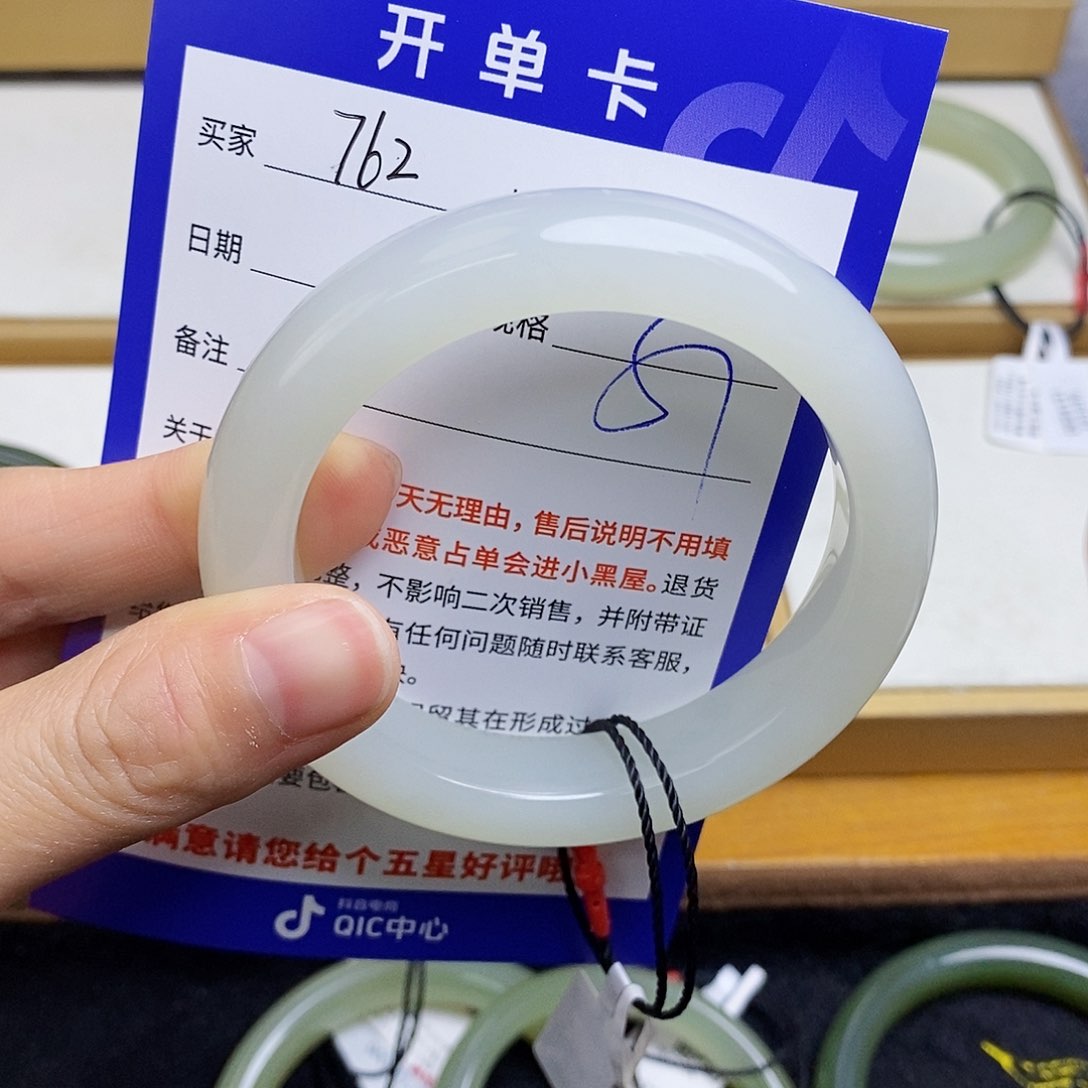 开单卡
买家 762
日期
备注 规格
关于
天无理由，售后说明不用填
恶意占单会进小黑屋。退货
整，不影响二次销售，并附带证
有任何问题随时联系客服，
留其在形成过
要包
满意请您给个五星好评哦
抖音电商
QIC中心